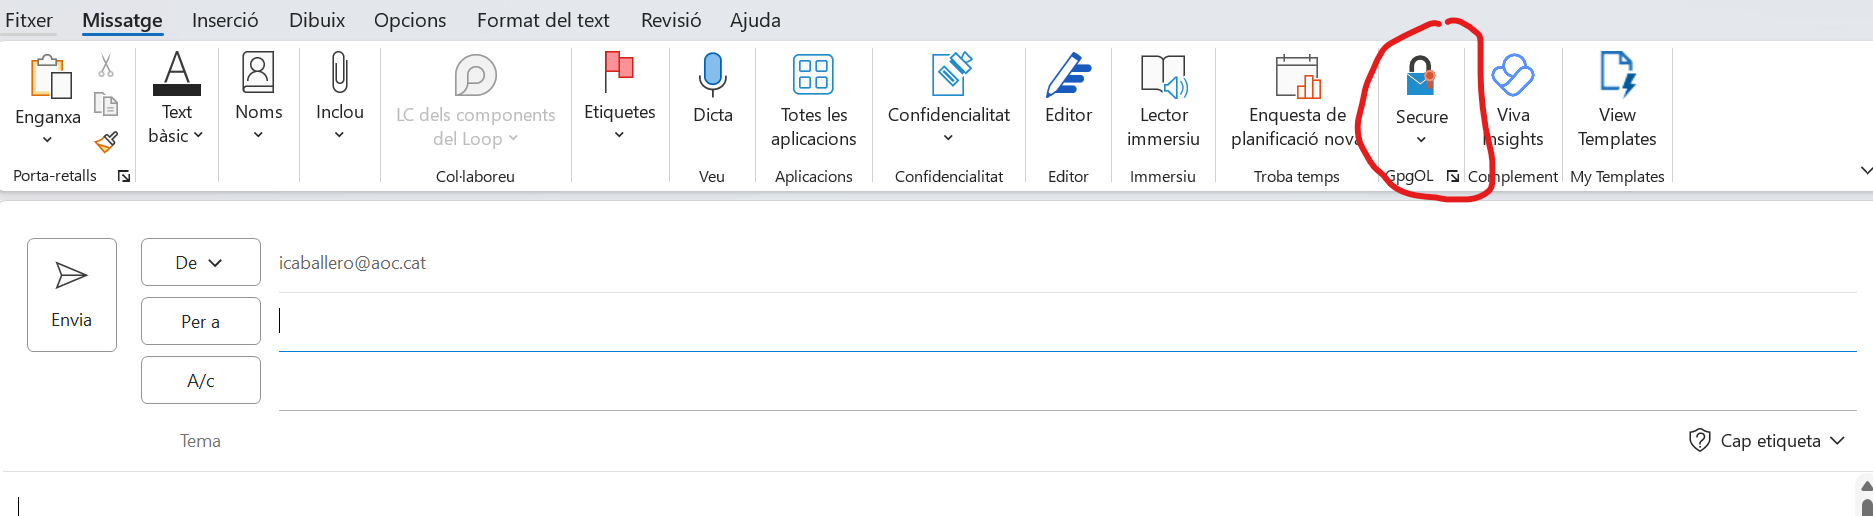 Fitxer Missatge Inserció Dibuix Opcions Format del text Revisió Ajuda
Enganxa
Porta-retalls
Text
bàsic
Noms
Inclou
LC dels components
del Loop
Col·laboreu
Etiquetes
Dicta
Veu
Totes les
aplicacions
Aplicacions
Confidencialitat
Confidencialitat
Editor
Editor
Lector
immersiu
Immersiu
Enquesta de
planificació nova
Troba temps
Secure
GpgOL
Viva
Insights
Complement
View
Templates
My Templates
Envia
De
icaballero@aoc.cat
Per a
A/c
Tema
Cap etiqueta